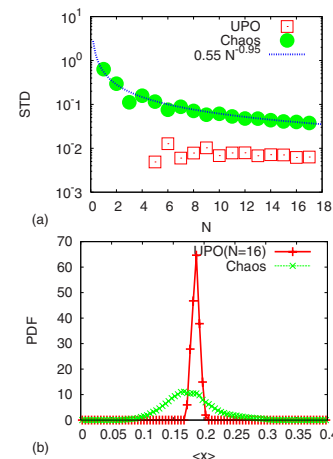 (a)
UPO
Chaos
0.55 N^-0.95
STD
10^1
10^0
10^-1
10^-2
10^-3
0 2 4 6 8 10 12 14 16 18
N
(b)
70
60
50
40
30
20
10
0
UPO(N=16)
Chaos
PDF
0 0.05 0.1 0.15 0.2 0.25 0.3 0.35 0.4
<x>